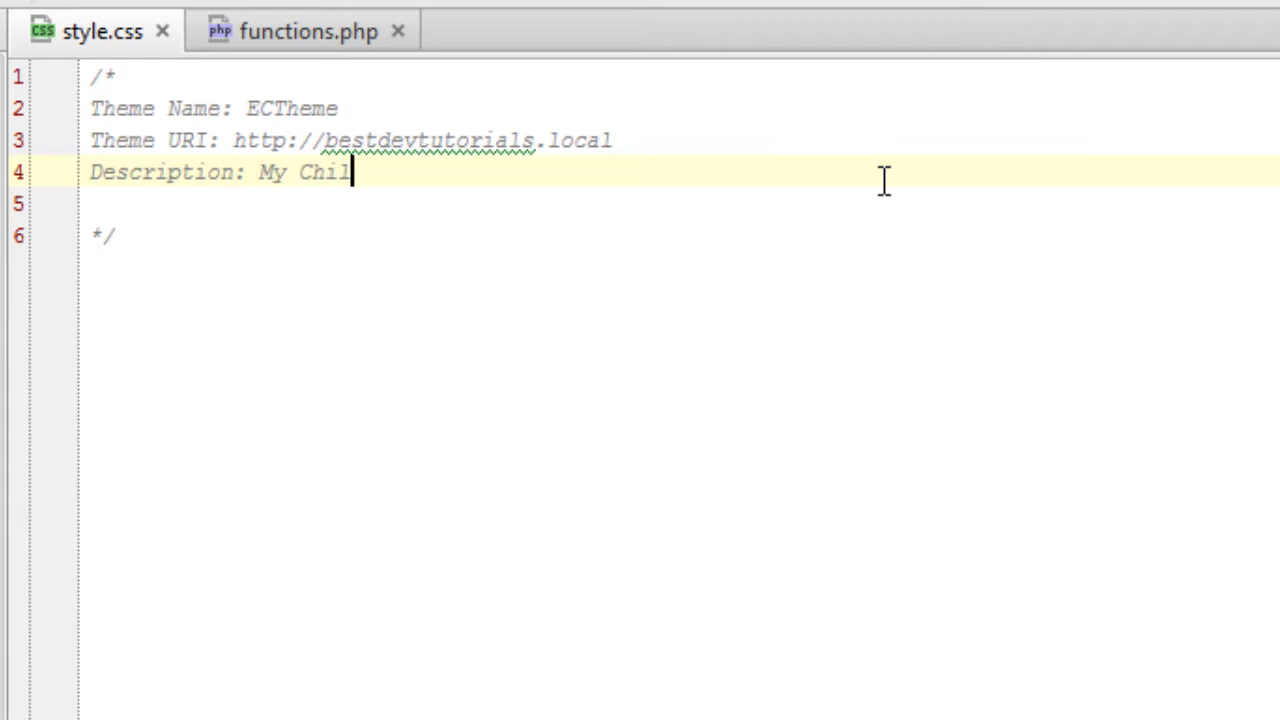 style.css
functions.php
1 /*
2 Theme Name: ECTheme
3 Theme URI: http://bestdevtutorials.local
4 Description: My Chil
5
6 */